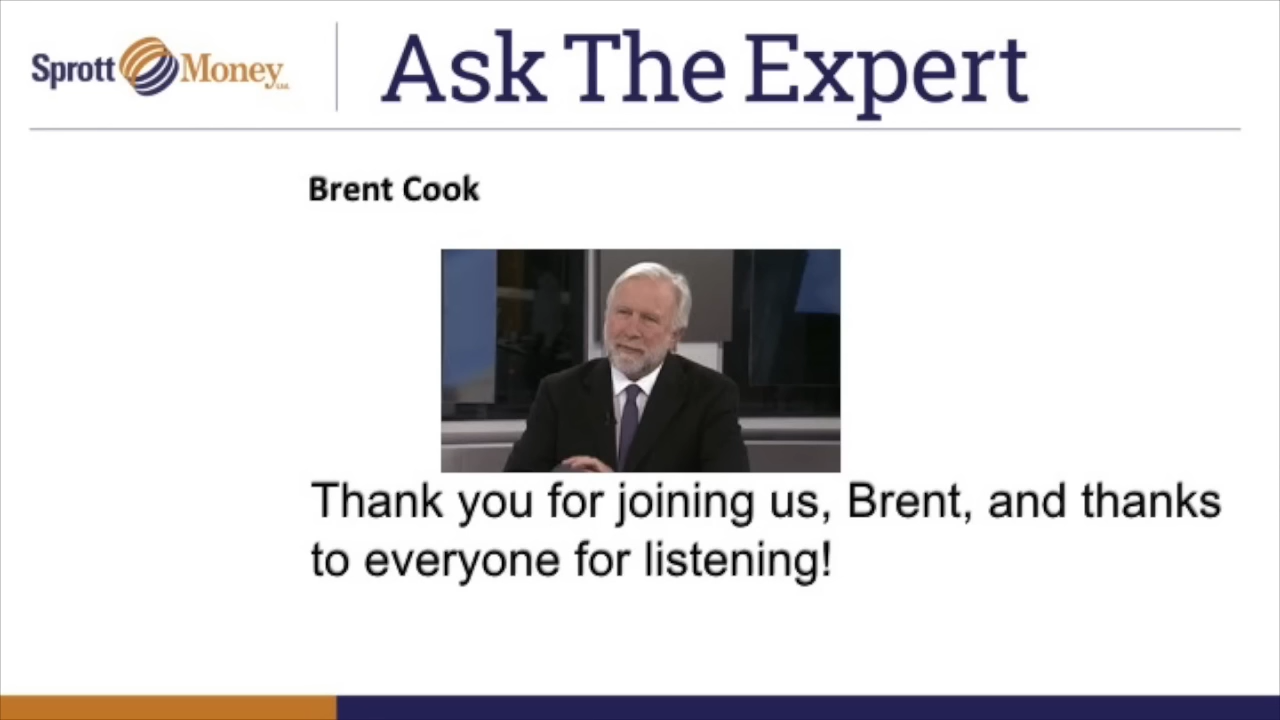 Sprott Money Ltd.
Ask The Expert
Brent Cook
Thank you for joining us, Brent, and thanks
to everyone for listening!